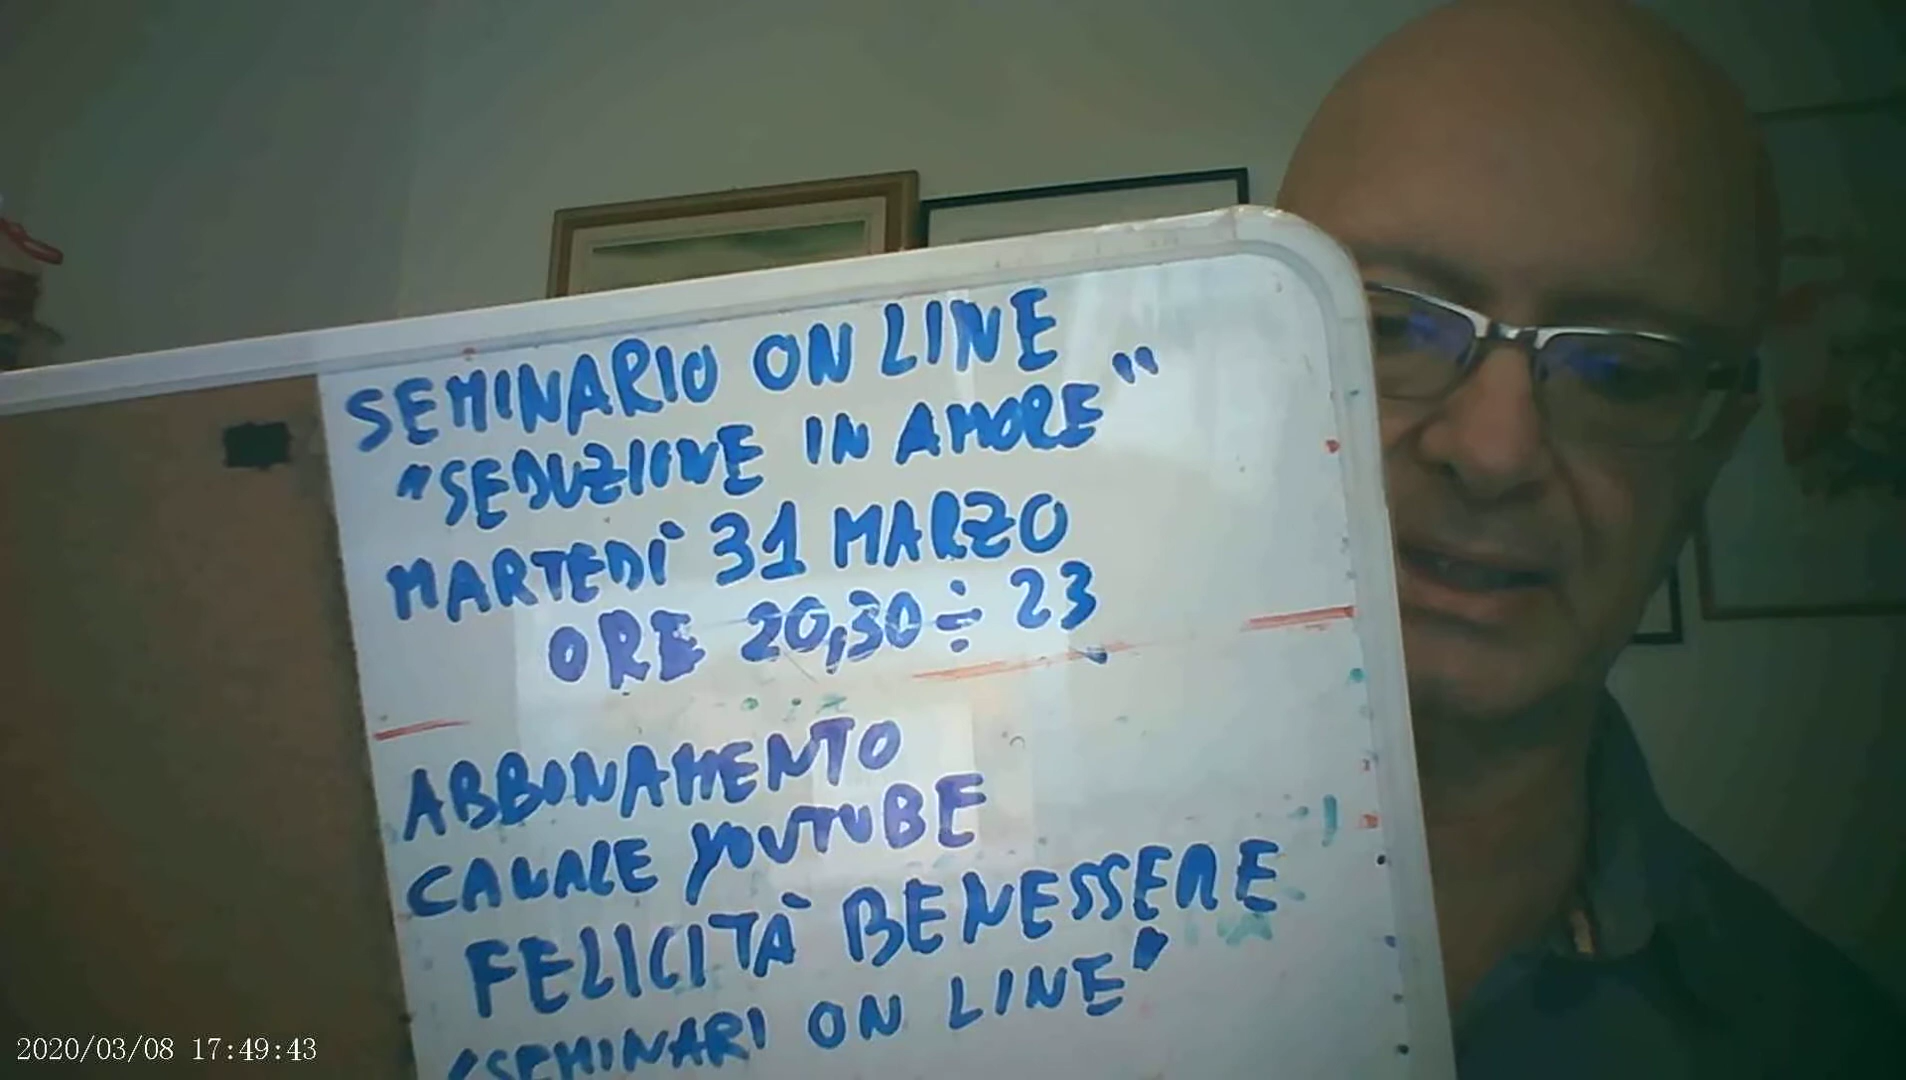 SEMINARIO ON LINE
"SEDUZIONE IN AMORE"
MARTEDÌ 31 MARZO
ORE 20,30 ÷ 23
ABBONAMENTO
CANALE YOUTUBE
FELICITÀ BENESSERE
"SEMINARI ON LINE"
2020/03/08 17:49:43